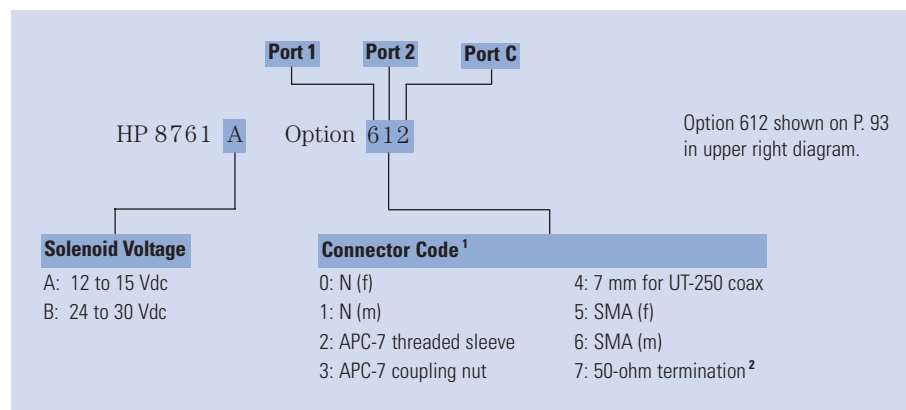 Port 1 Port 2 Port C
HP 8761 A Option 612
Option 612 shown on P. 93
in upper right diagram.
Solenoid Voltage
A: 12 to 15 Vdc
B: 24 to 30 Vdc
Connector Code 1
0: N (f)
1: N (m)
2: APC-7 threaded sleeve
3: APC-7 coupling nut
4: 7 mm for UT-250 coax
5: SMA (f)
6: SMA (m)
7: 50-ohm termination 2